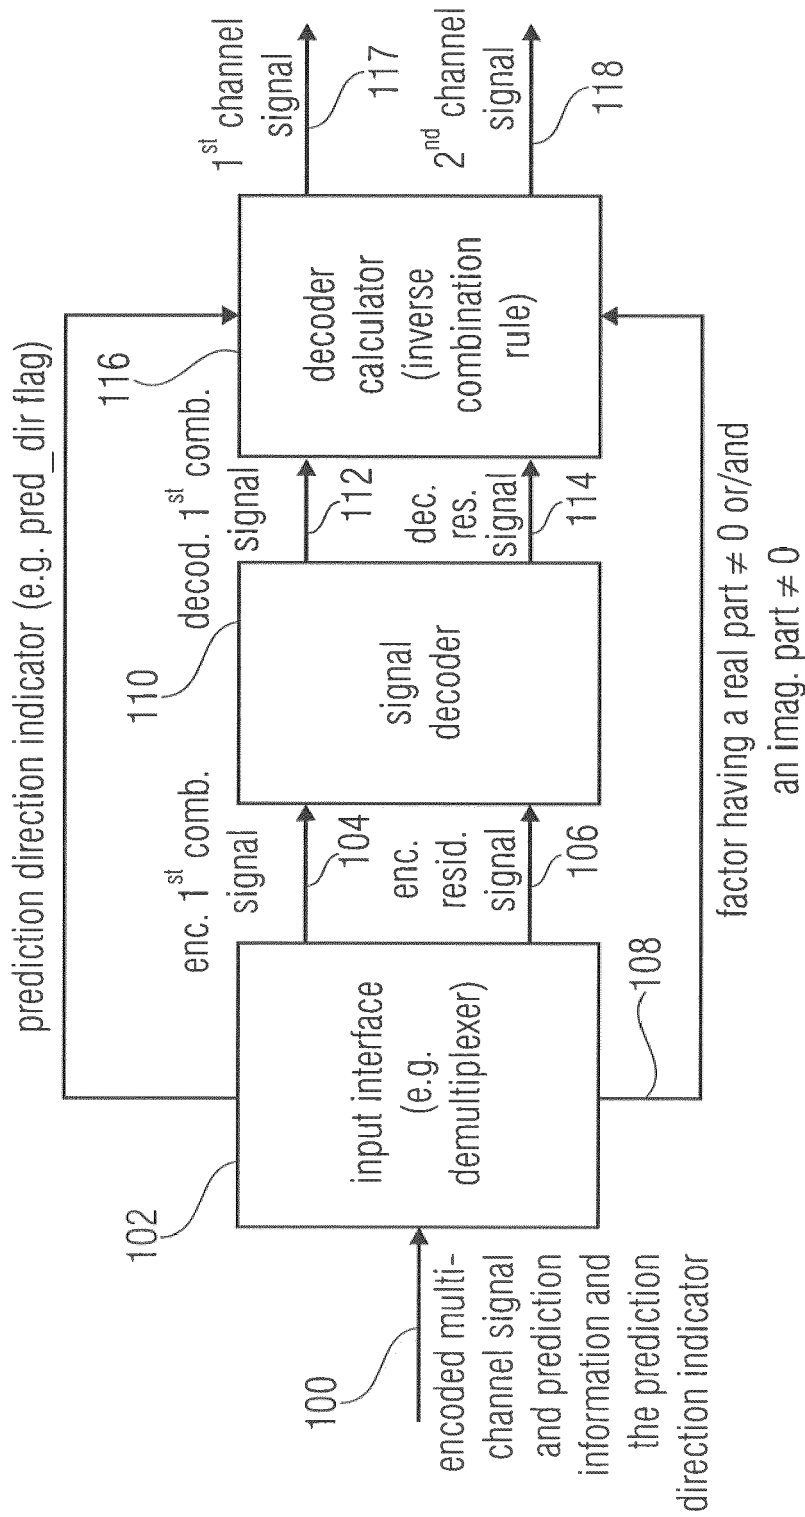 prediction direction indicator (e.g. pred_dir flag)
100
encoded multi-
channel signal
and prediction
information and
the prediction
direction indicator
102
input interface
(e.g.
demultiplexer)
enc. 1st comb.
signal
104
enc.
resid.
signal
106
108
110
signal
decoder
decod. 1st comb.
signal
112
dec.
res.
signal
114
116
decoder
calculator
(inverse
combination
rule)
1st channel
signal
117
2nd channel
signal
118
factor having a real part ≠ 0 or/and
an imag. part ≠ 0